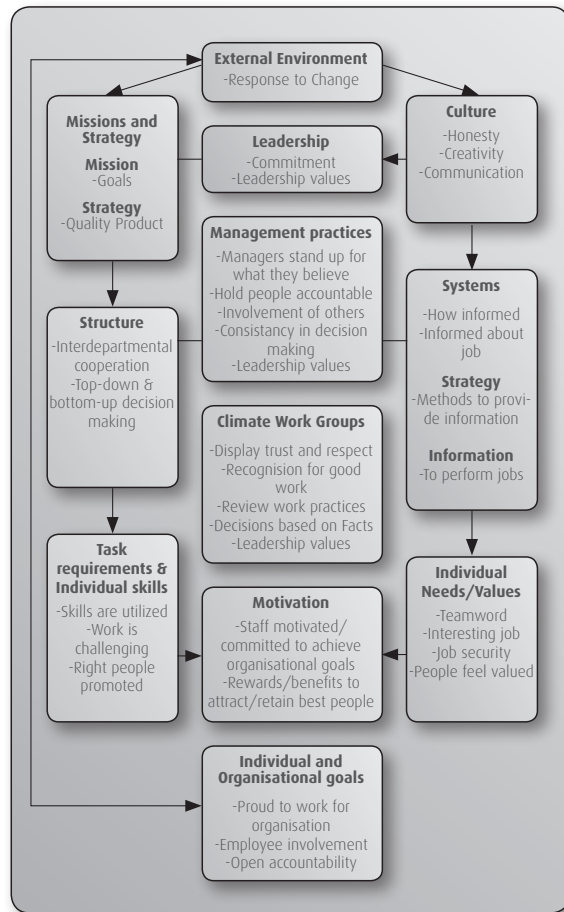 External Environment
-Response to Change
Missions and
Strategy
Mission
-Goals
Strategy
-Quality Product
Leadership
-Commitment
-Leadership values
Culture
-Honesty
-Creativity
-Communication
Management practices
-Managers stand up for
what they believe
-Hold people accountable
-Involvement of others
-Consistancy in decision
making
-Leadership values
Structure
-Interdepartmental
cooperation
-Top-down &
bottom-up decision
making
Systems
-How informed
-Informed about
job
Strategy
-Methods to provi-
de information
Information
-To perform jobs
Climate Work Groups
-Display trust and respect
-Recognision for good
work
-Review work practices
-Decisions based on Facts
-Leadership values
Task
requirements &
Individual skills
-Skills are utilized
-Work is
challenging
-Right people
promoted
Motivation
-Staff motivated/
committed to achieve
organisational goals
-Rewards/benefits to
attract/retain best people
Individual
Needs/Values
-Teamword
-Interesting job
-Job security
-People feel valued
Individual and
Organisational goals
-Proud to work for
organisation
-Employee involvement
-Open accountability